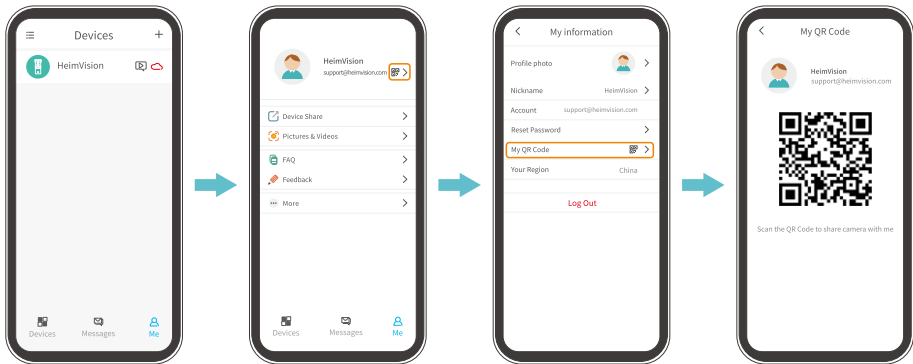 Devices
+
HeimVision
Devices
Messages
Me
HeimVision
support@heimvision.com
Device Share
Pictures & Videos
FAQ
Feedback
More
Devices
Messages
Me
My information
Profile photo
Nickname
HeimVision
Account
support@heimvision.com
Reset Password
My QR Code
Your Region
China
Log Out
My QR Code
HeimVision
support@heimvision.com
Scan the QR Code to share camera with me